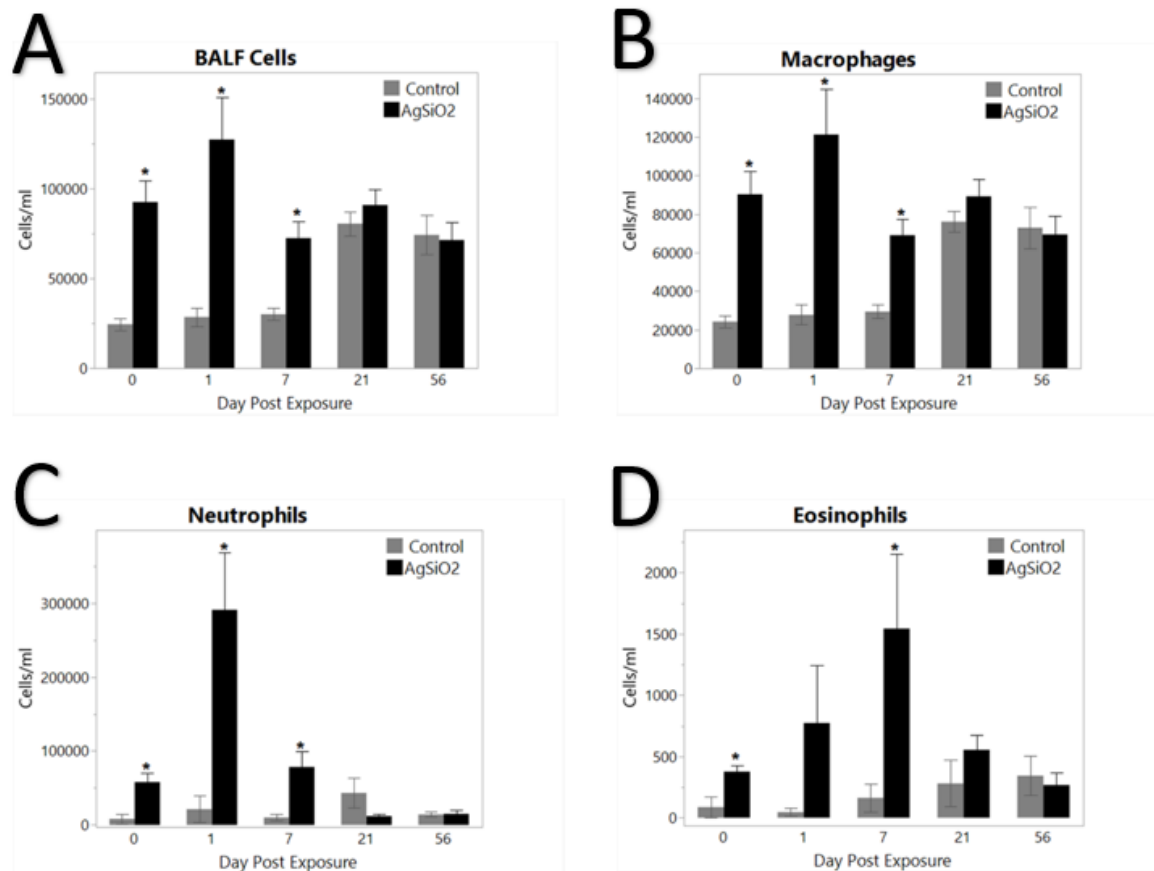 A
BALF Cells
Control
AgSiO2
150000
100000
50000
0
Cells/ml
*
*
*
0 1 7 21 56
Day Post Exposure
B
Macrophages
Control
AgSiO2
140000
120000
100000
80000
60000
40000
20000
0
Cells/ml
*
*
*
0 1 7 21 56
Day Post Exposure
C
Neutrophils
Control
AgSiO2
300000
200000
100000
0
Cells/ml
*
*
*
0 1 7 21 56
Day Post Exposure
D
Eosinophils
Control
AgSiO2
2000
1500
1000
500
0
Cells/ml
*
*
0 1 7 21 56
Day Post Exposure